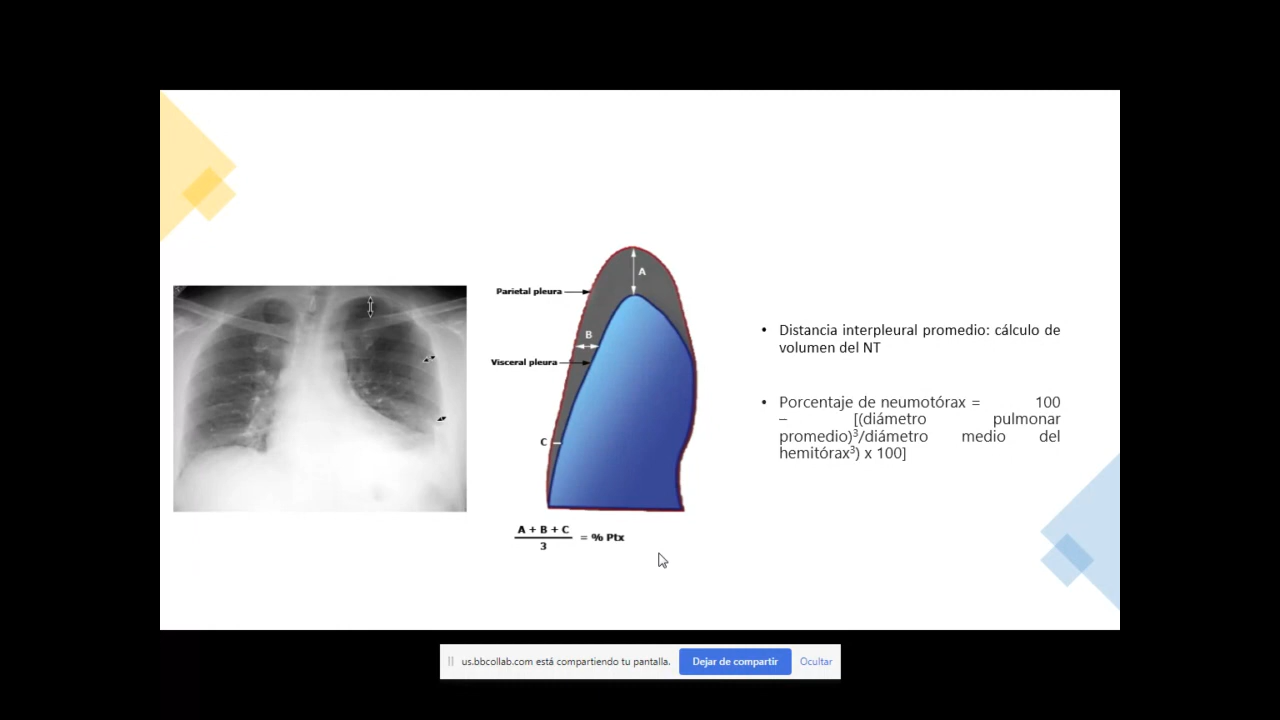 A
Parietal pleura
B
Visceral pleura
C
A + B + C
3
= % Ptx
• Distancia interpleural promedio: cálculo de
volumen del NT
• Porcentaje de neumotórax = 100
– [(diámetro pulmonar
promedio)³/diámetro medio del
hemitórax³) x 100]
us.bbcollab.com está compartiendo tu pantalla.
Dejar de compartir
Ocultar